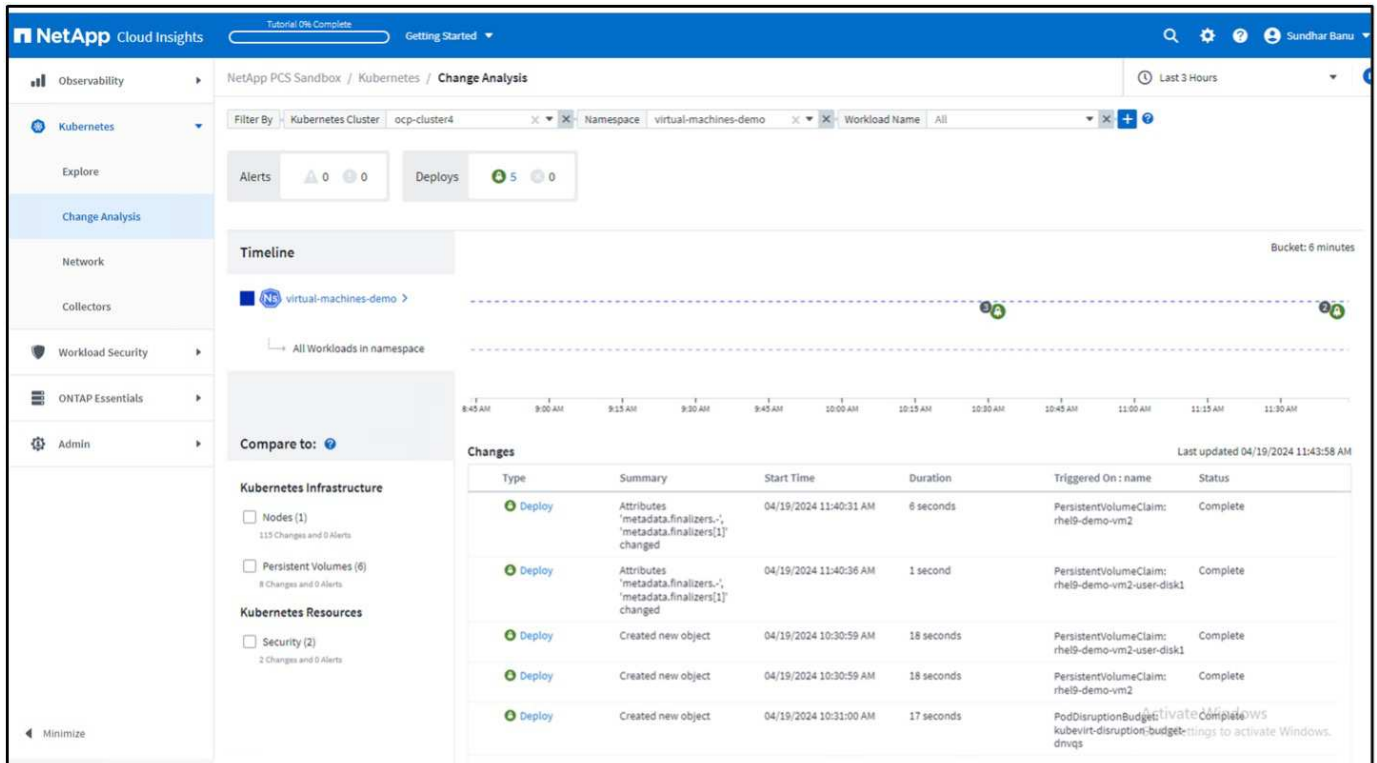 Tutorial 0% Complete
NetApp Cloud Insights
Getting Started
Sundhar Banu
Observability
Kubernetes
Explore
Change Analysis
Network
Collectors
Workload Security
ONTAP Essentials
Admin
Minimize
NetApp PCS Sandbox / Kubernetes / Change Analysis
Last 3 Hours
Filter By Kubernetes Cluster ocp-cluster4 Namespace virtual-machines-demo Workload Name All
Alerts 0 0 Deploys 5 0
Timeline
Bucket: 6 minutes
Ns virtual-machines-demo >
3
2
All Workloads in namespace
8:45 AM 9:00 AM 9:15 AM 9:30 AM 9:45 AM 10:00 AM 10:15 AM 10:30 AM 10:45 AM 11:00 AM 11:15 AM 11:30 AM
Compare to:
Kubernetes Infrastructure
Nodes (1)
115 Changes and 0 Alerts
Persistent Volumes (6)
8 Changes and 0 Alerts
Kubernetes Resources
Security (2)
2 Changes and 0 Alerts
Changes
Last updated 04/19/2024 11:43:58 AM
Type Summary Start Time Duration Triggered On : name Status
Deploy Attributes 04/19/2024 11:40:31 AM 6 seconds PersistentVolumeClaim: Complete
'metadata.finalizers.-', rhel9-demo-vm2
'metadata.finalizers[1]'
changed
Deploy Attributes 04/19/2024 11:40:36 AM 1 second PersistentVolumeClaim: Complete
'metadata.finalizers.-', rhel9-demo-vm2-user-disk1
'metadata.finalizers[1]'
changed
Deploy Created new object 04/19/2024 10:30:59 AM 18 seconds PersistentVolumeClaim: Complete
rhel9-demo-vm2-user-disk1
Deploy Created new object 04/19/2024 10:30:59 AM 18 seconds PersistentVolumeClaim: Complete
rhel9-demo-vm2
Deploy Created new object 04/19/2024 10:31:00 AM 17 seconds PodDisruptionBudget: Complete
kubevirt-disruption-budget-
dnvqs
Activate Windows
Settings to activate Windows.